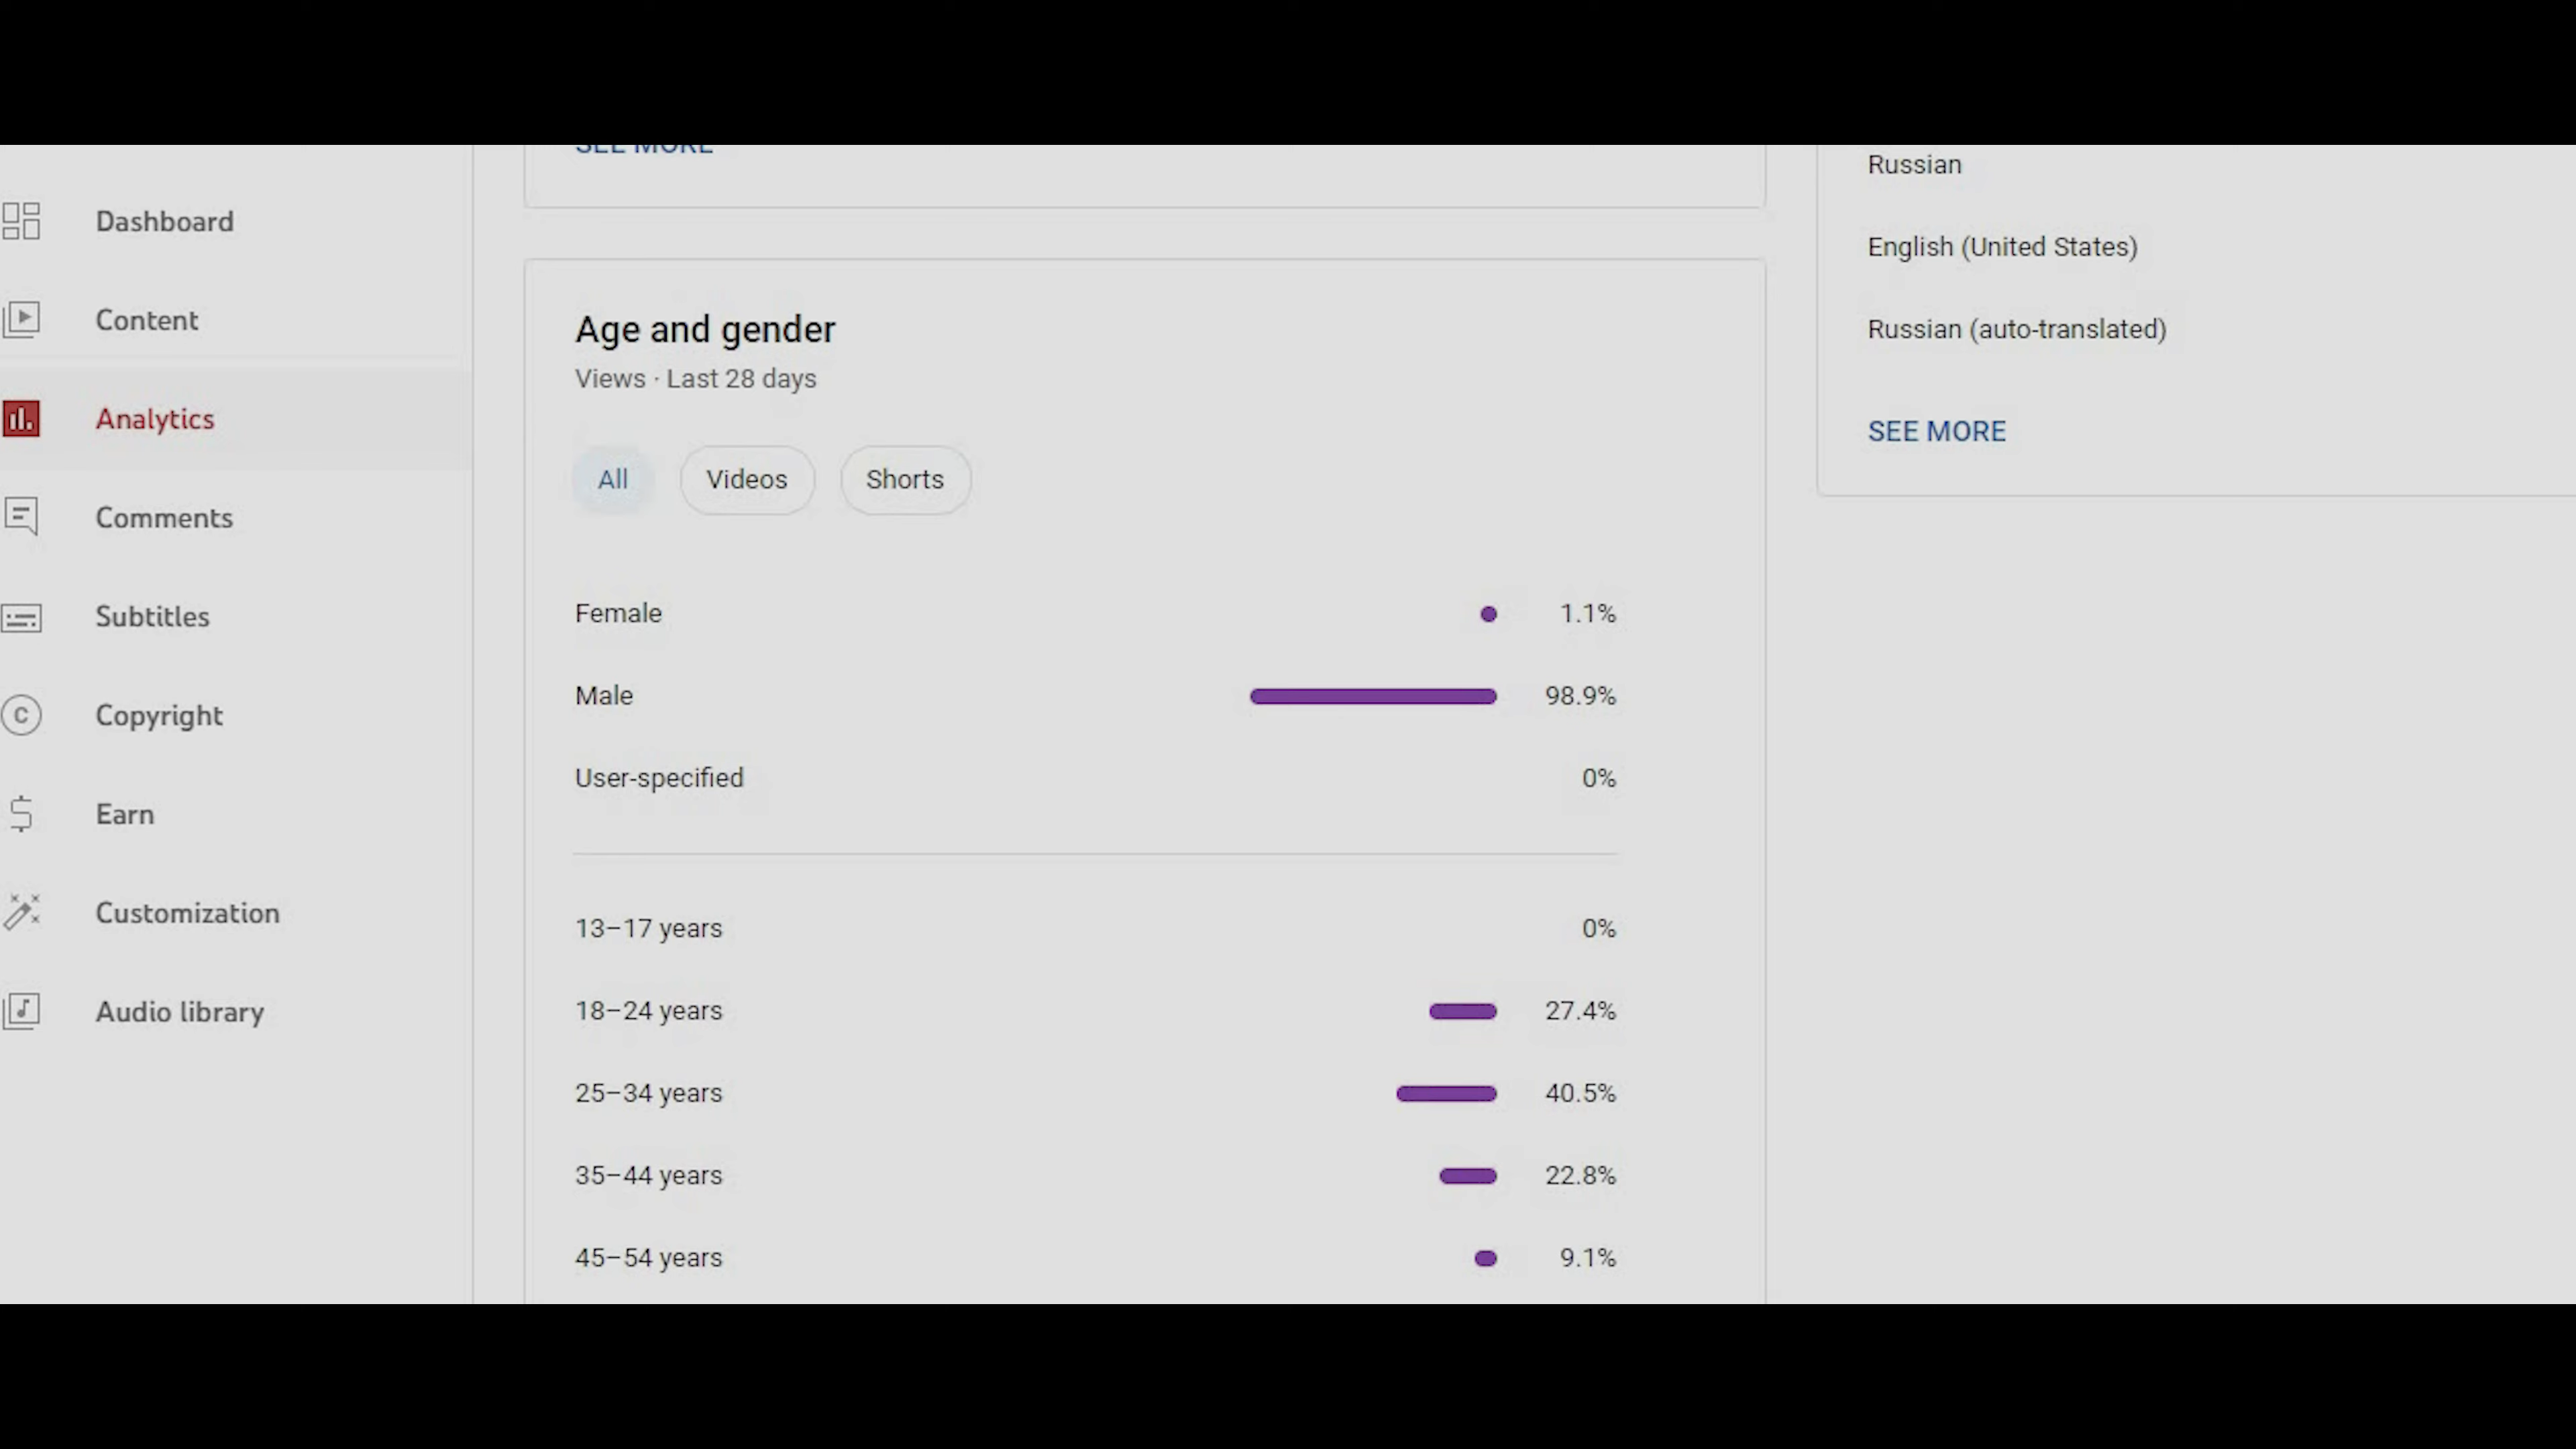 SEE MORE
Dashboard
Content
Analytics
Comments
Subtitles
Copyright
Earn
Customization
Audio library
Age and gender
Views · Last 28 days
All
Videos
Shorts
Female 1.1%
Male 98.9%
User-specified 0%
13–17 years 0%
18–24 years 27.4%
25–34 years 40.5%
35–44 years 22.8%
45–54 years 9.1%
Russian
English (United States)
Russian (auto-translated)
SEE MORE